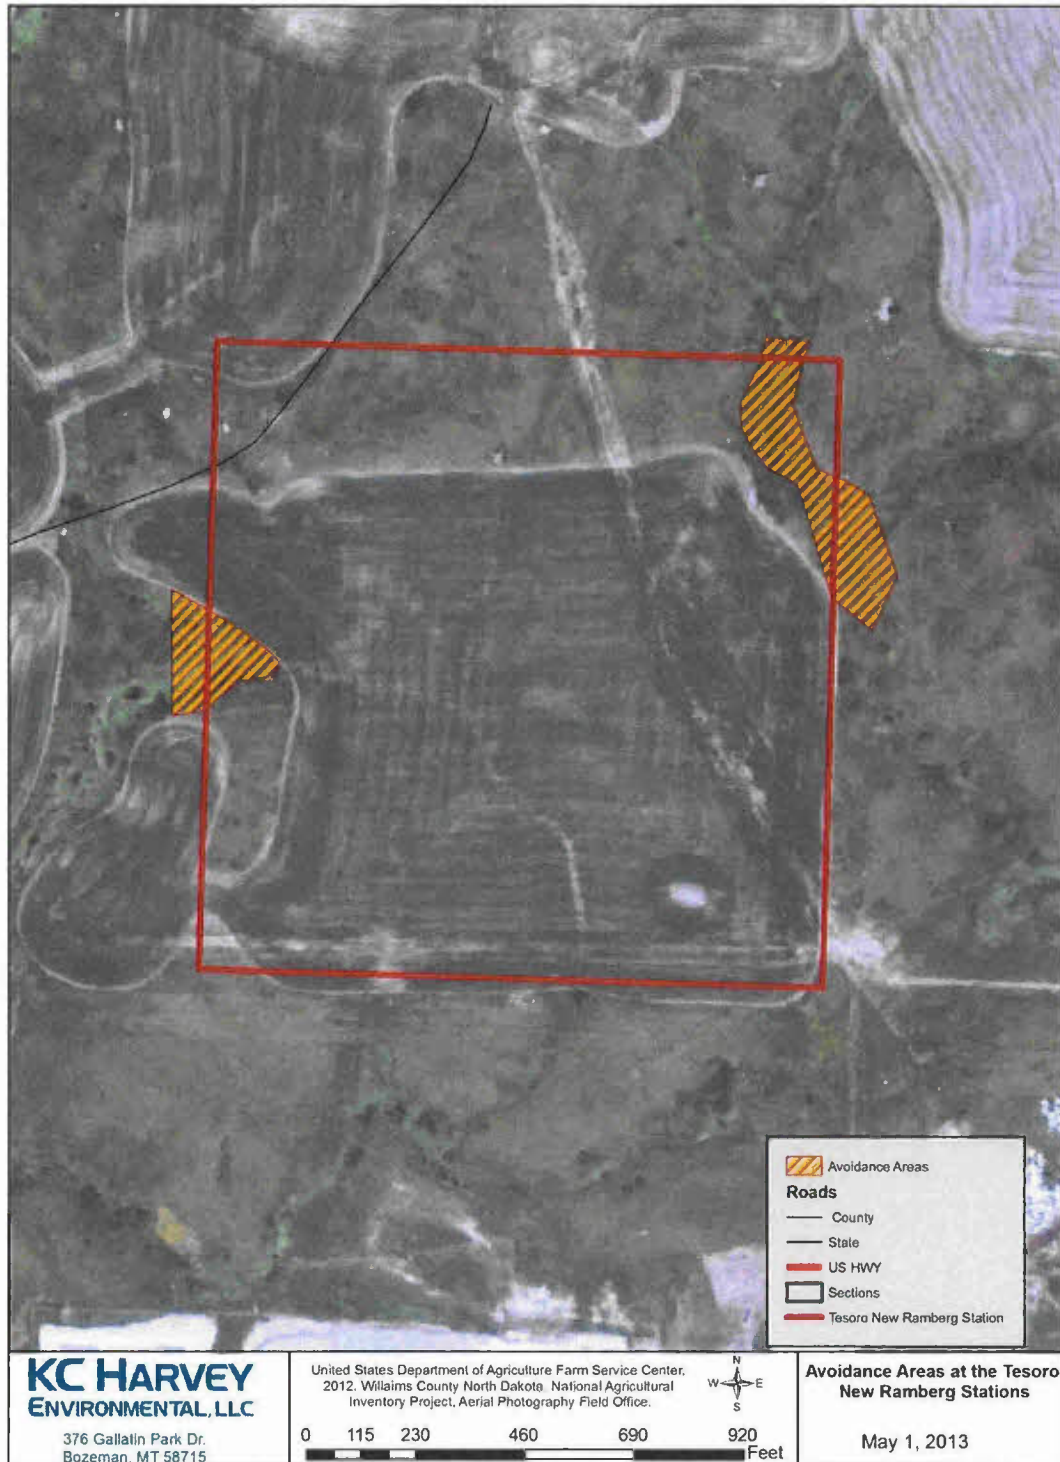 Avoidance Areas
Roads
County
State
US HWY
Sections
Tesoro New Ramberg Station
KC HARVEY
ENVIRONMENTAL, LLC
376 Gallatin Park Dr.
Bozeman, MT 58715
United States Department of Agriculture Farm Service Center,
2012. Willaims County North Dakota. National Agricultural
Inventory Project, Aerial Photography Field Office.
N
W E
S
0 115 230 460 690 920
Feet
Avoidance Areas at the Tesoro
New Ramberg Stations
May 1, 2013